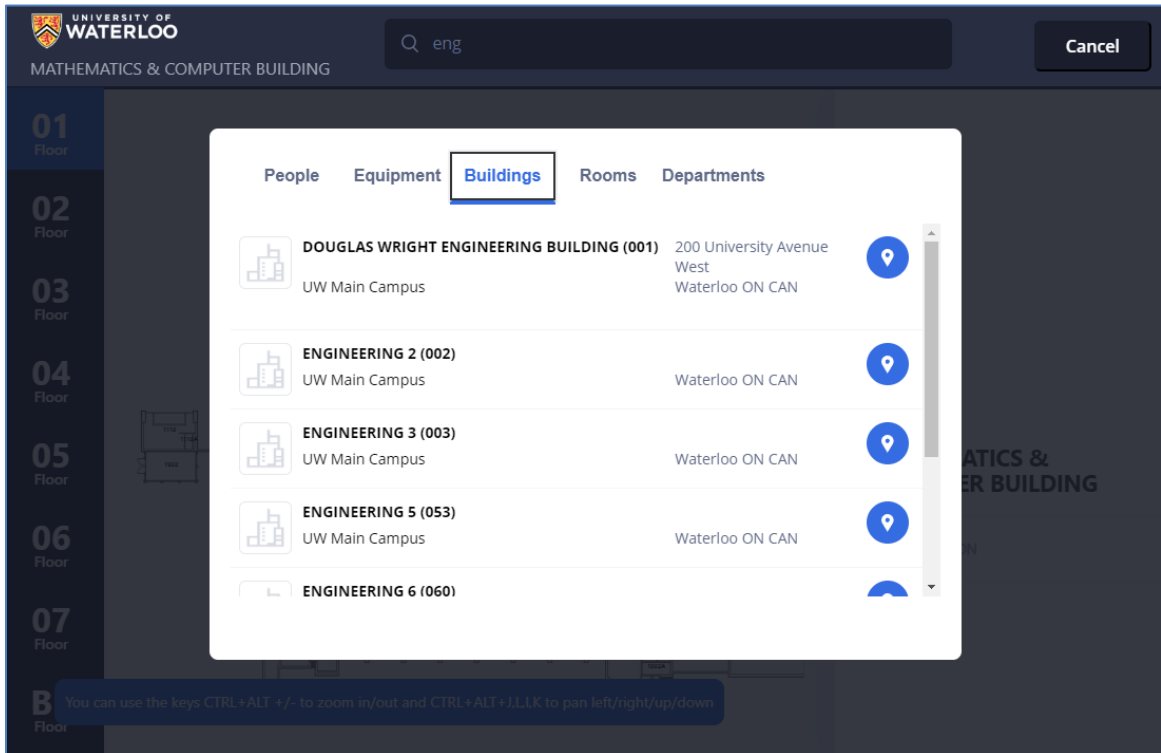 UNIVERSITY OF
WATERLOO
MATHEMATICS & COMPUTER BUILDING
eng
Cancel
01
Floor
02
Floor
03
Floor
04
Floor
05
Floor
06
Floor
07
Floor
B
Floor
People Equipment Buildings Rooms Departments
DOUGLAS WRIGHT ENGINEERING BUILDING (001)
UW Main Campus
200 University Avenue
West
Waterloo ON CAN
ENGINEERING 2 (002)
UW Main Campus
Waterloo ON CAN
ENGINEERING 3 (003)
UW Main Campus
Waterloo ON CAN
ENGINEERING 5 (053)
UW Main Campus
Waterloo ON CAN
ENGINEERING 6 (060)
ATICS &
ER BUILDING
ON
You can use the keys CTRL+ALT +/- to zoom in/out and CTRL+ALT+J,L,I,K to pan left/right/up/down